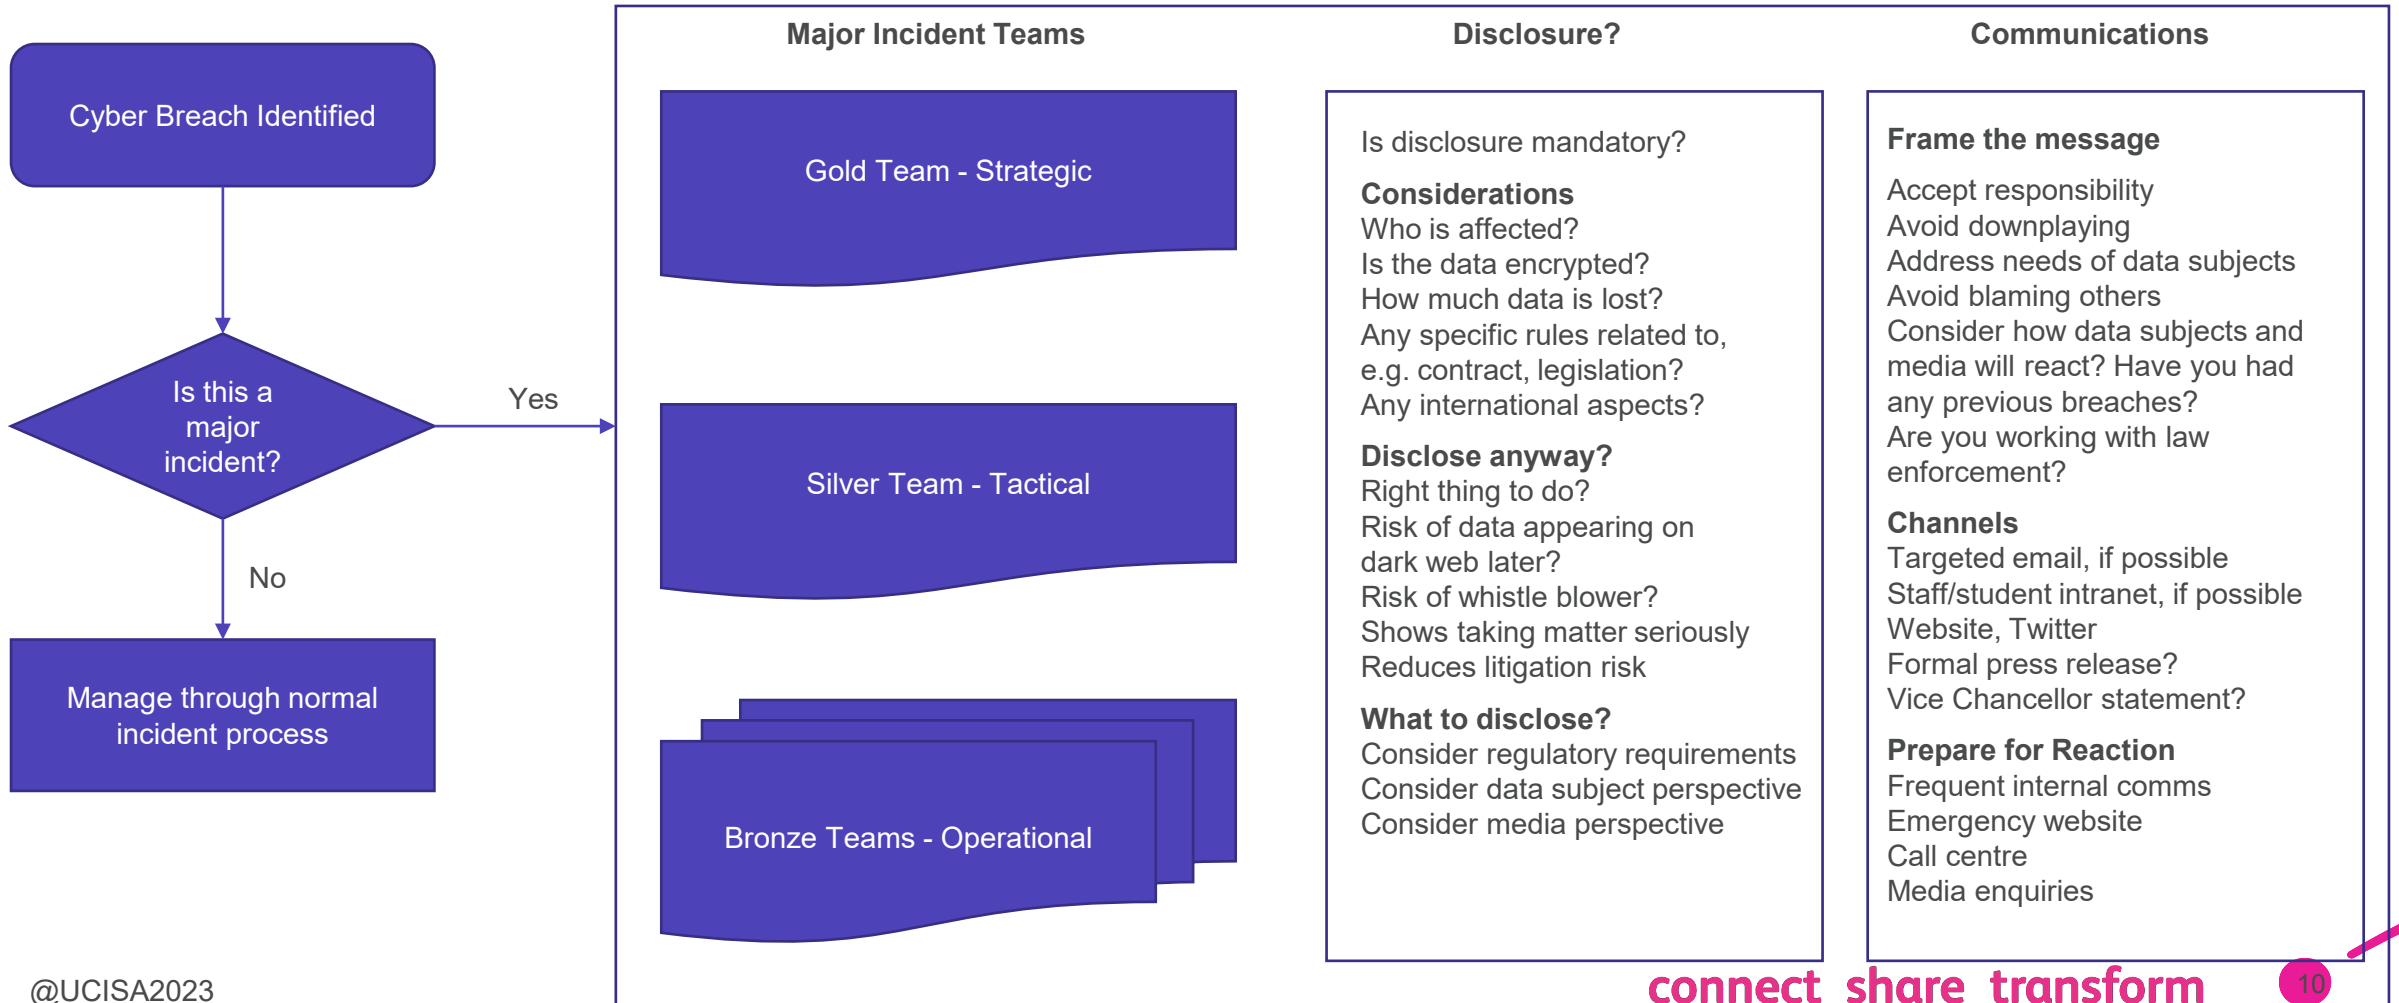 Cyber Breach Identified
Is this a
major
incident?
Yes
No
Manage through normal
incident process
Major Incident Teams
Gold Team - Strategic
Silver Team - Tactical
Bronze Teams - Operational
Disclosure?
Is disclosure mandatory?
Considerations
Who is affected?
Is the data encrypted?
How much data is lost?
Any specific rules related to,
e.g. contract, legislation?
Any international aspects?
Disclose anyway?
Right thing to do?
Risk of data appearing on
dark web later?
Risk of whistle blower?
Shows taking matter seriously
Reduces litigation risk
What to disclose?
Consider regulatory requirements
Consider data subject perspective
Consider media perspective
Communications
Frame the message
Accept responsibility
Avoid downplaying
Address needs of data subjects
Avoid blaming others
Consider how data subjects and
media will react? Have you had
any previous breaches?
Are you working with law
enforcement?
Channels
Targeted email, if possible
Staff/student intranet, if possible
Website, Twitter
Formal press release?
Vice Chancellor statement?
Prepare for Reaction
Frequent internal comms
Emergency website
Call centre
Media enquiries
@UCISA2023
connect share transform
10